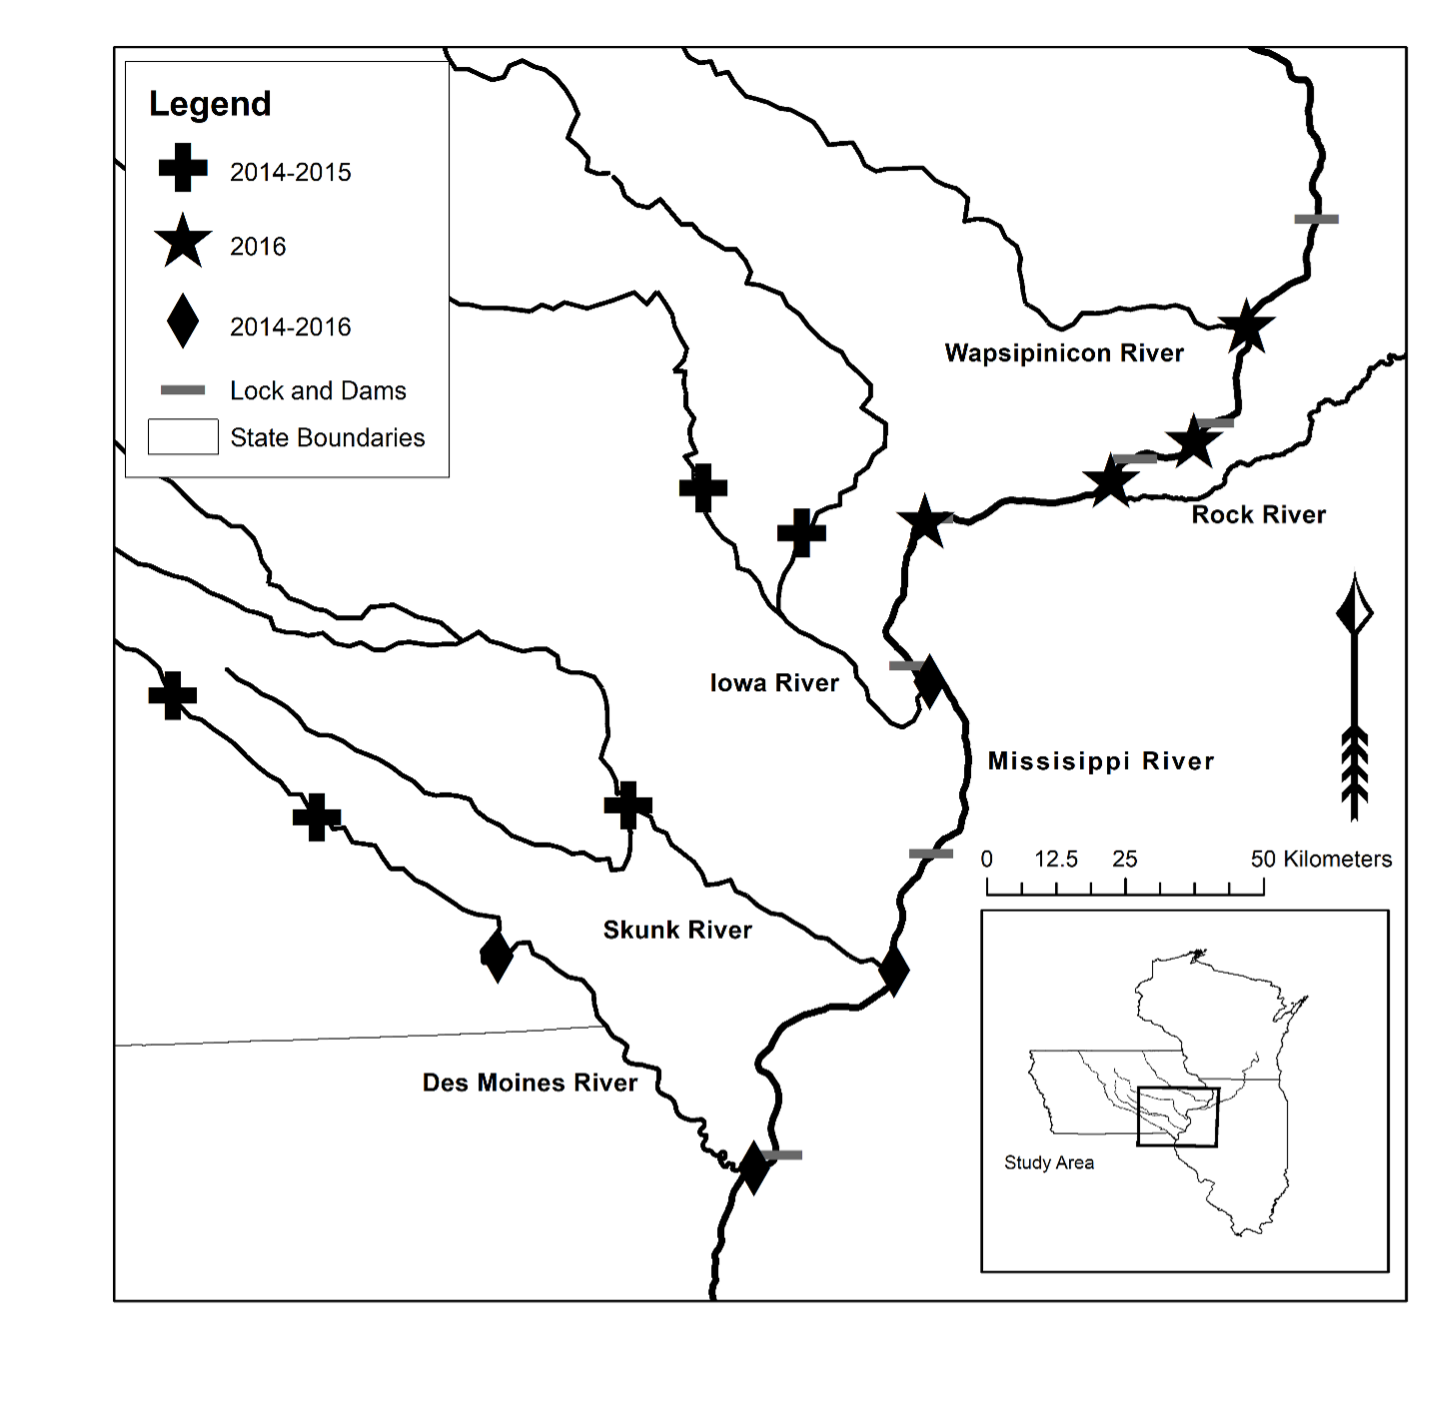 Legend
2014-2015
2016
2014-2016
Lock and Dams
State Boundaries
Wapsipinicon River
Rock River
Iowa River
Missisippi River
0 12.5 25 50 Kilometers
Skunk River
Des Moines River
Study Area